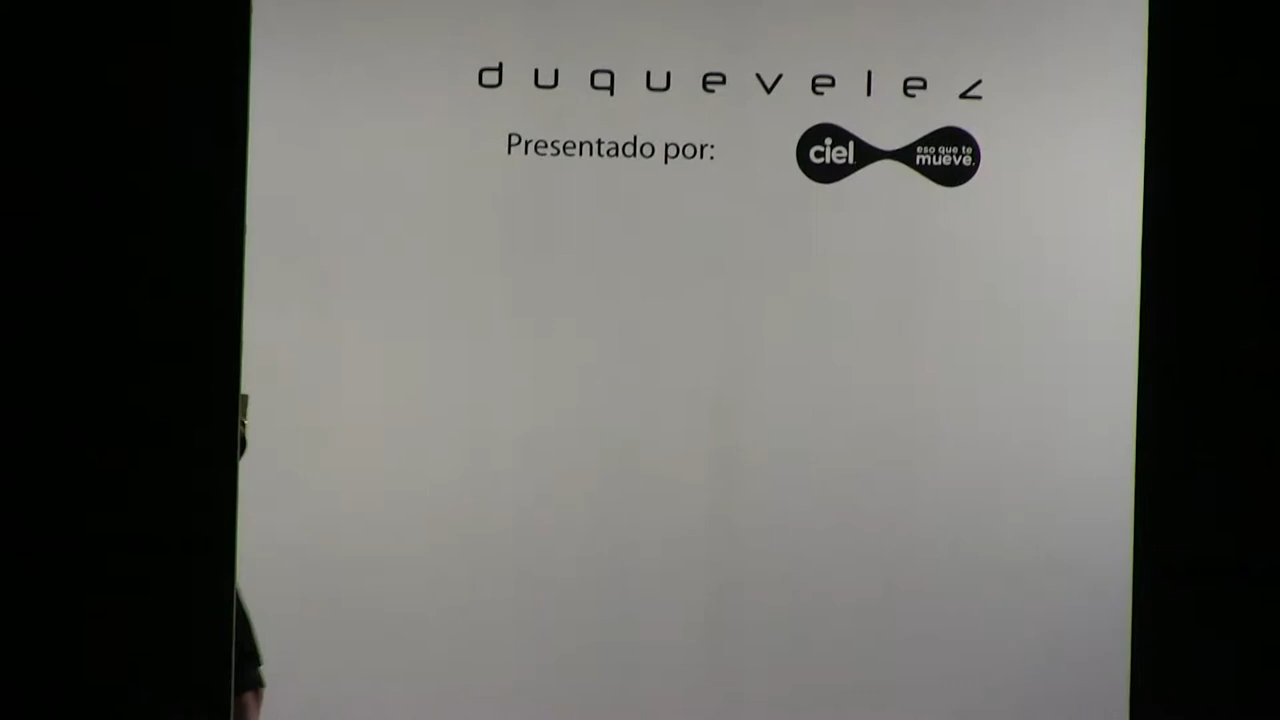 duquevelez
Presentado por:
ciel
eso que te
mueve.